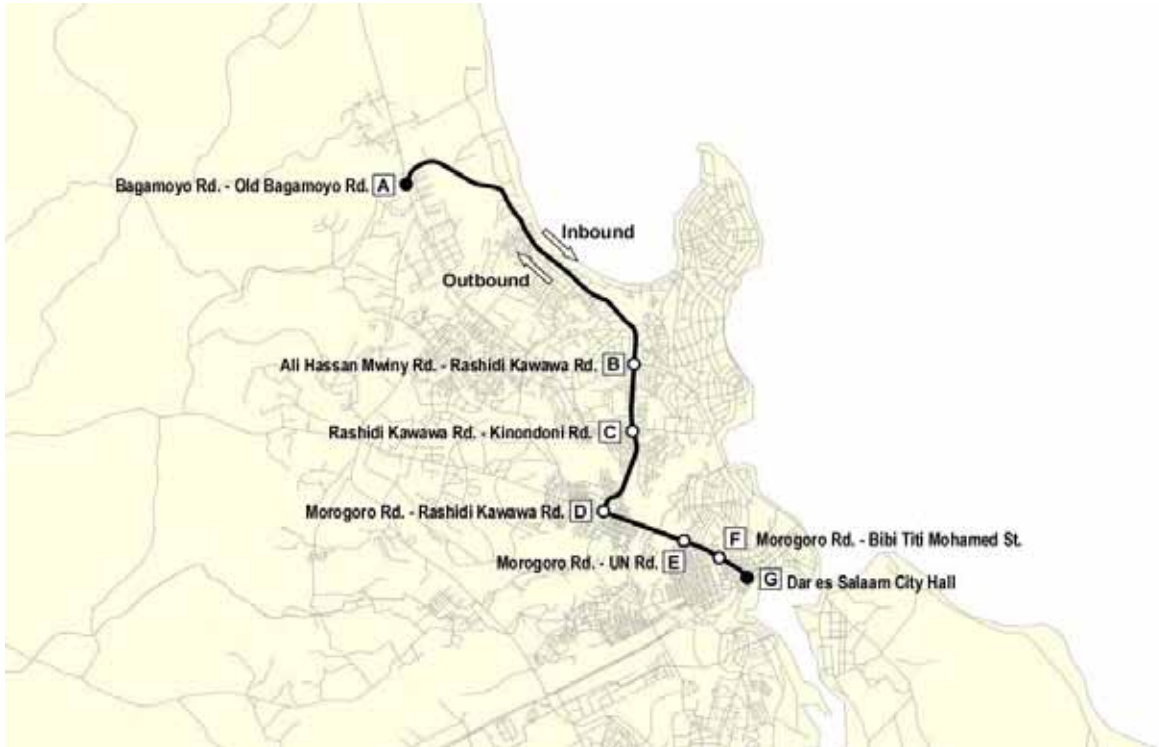 Bagamoyo Rd. - Old Bagamoyo Rd. A
Inbound
Outbound
Ali Hassan Mwiny Rd. - Rashidi Kawawa Rd. B
Rashidi Kawawa Rd. - Kinondoni Rd. C
Morogoro Rd. - Rashidi Kawawa Rd. D
F Morogoro Rd. - Bibi Titi Mohamed St.
Morogoro Rd. - UN Rd. E
G Dar es Salaam City Hall